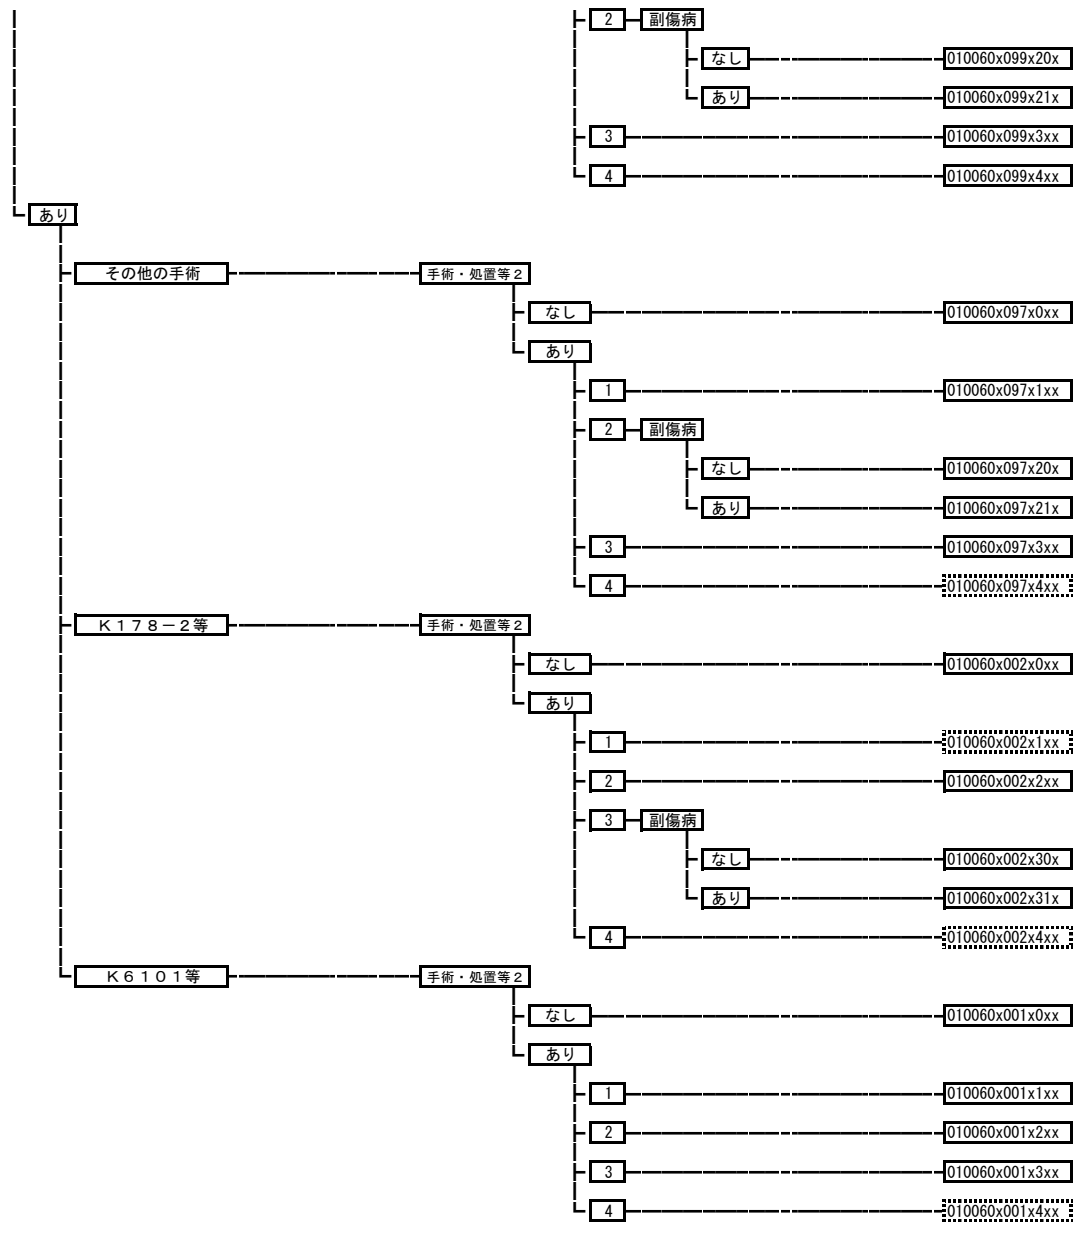 2 副傷病
なし 010060x099x20x
あり 010060x099x21x
3 010060x099x3xx
4 010060x099x4xx
あり
その他の手術 手術・処置等２
なし 010060x097x0xx
あり
1 010060x097x1xx
2 副傷病
なし 010060x097x20x
あり 010060x097x21x
3 010060x097x3xx
4 010060x097x4xx
Ｋ１７８－２等 手術・処置等２
なし 010060x002x0xx
あり
1 010060x002x1xx
2 010060x002x2xx
3 副傷病
なし 010060x002x30x
あり 010060x002x31x
4 010060x002x4xx
Ｋ６１０１等 手術・処置等２
なし 010060x001x0xx
あり
1 010060x001x1xx
2 010060x001x2xx
3 010060x001x3xx
4 010060x001x4xx